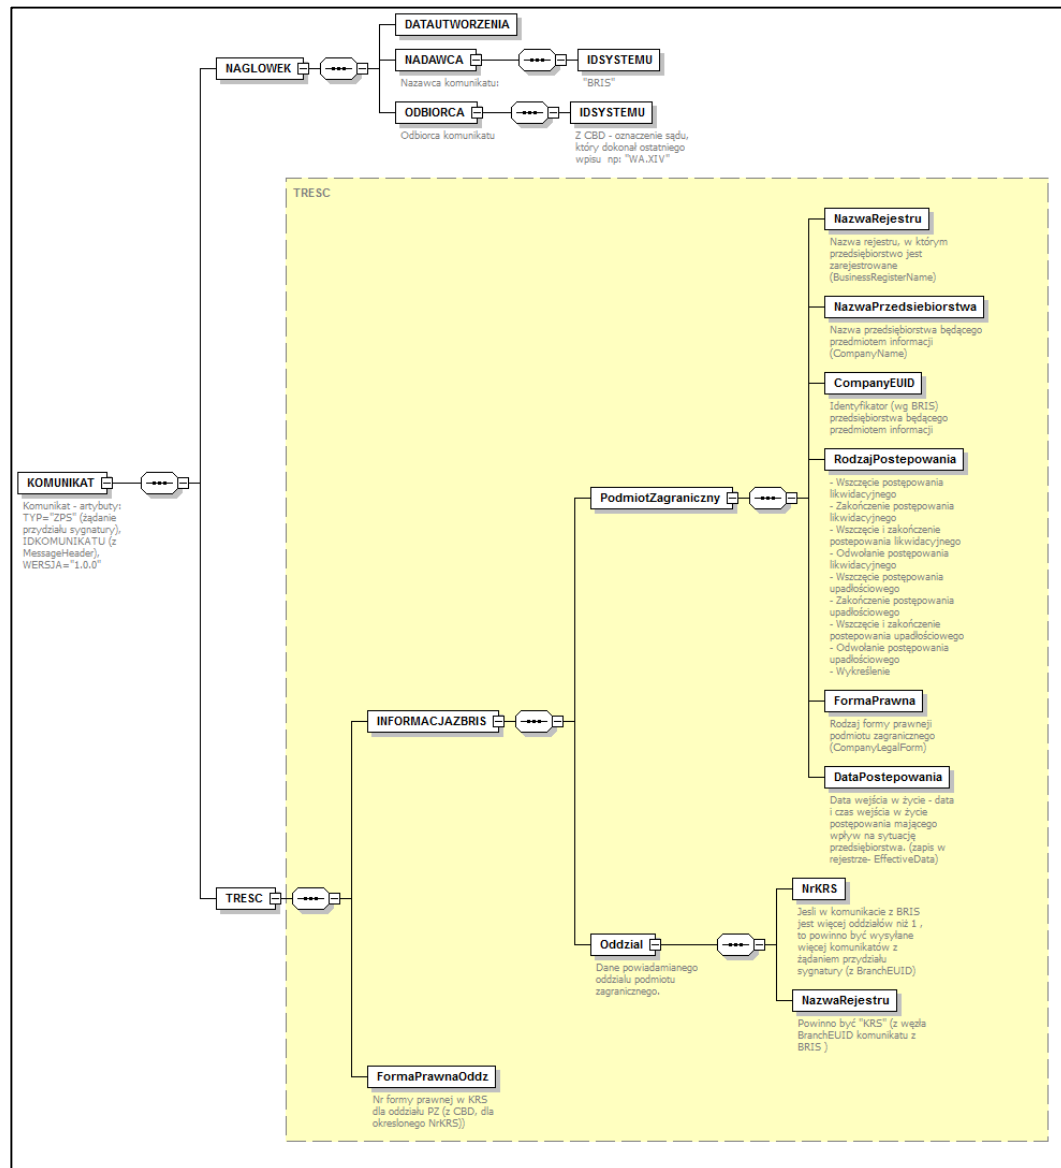 DATAUTWORZENIA
NAGLOWEK
NADAWCA
IDSYSTEMU
Nazawca komunikatu:
"BRIS"
ODBIORCA
IDSYSTEMU
Odbiorca komunikatu
Z CBD - oznaczenie sądu,
który dokonał ostatniego
wpisu np: "WA.XIV"
TRESC
NazwaRejestru
Nazwa rejestru, w którym
przedsiębiorstwo jest
zarejestrowane
(BusinessRegisterName)
NazwaPrzedsiebiorstwa
Nazwa przedsiębiorstwa będącego
przedmiotem informacji
(CompanyName)
CompanyEUID
Identyfikator (wg BRIS)
przedsiębiorstwa będącego
przedmiotem informacji
RodzajPostepowania
- Wszczęcie postępowania
likwidacyjnego
- Zakończenie postępowania
likwidacyjnego
- Wszczęcie i zakończenie
postepowania likwidacyjnego
- Odwołanie postępowania
likwidacyjnego
- Wszczęcie postępowania
upadłościowego
- Zakończenie postępowania
upadłościowego
- Wszczęcie i zakończenie
postepowania upadłościowego
- Odwołanie postępowania
upadłościowego
- Wykreślenie
KOMUNIKAT
Komunikat - artybuty:
TYP="ZPS" (żądanie
przydziału sygnatury),
IDKOMUNIKATU (z
MessageHeader),
WERSJA="1.0.0"
PodmiotZagraniczny
FormaPrawna
Rodzaj formy prawneji
podmiotu zagranicznego
(CompanyLegalForm)
INFORMACJAZBRIS
DataPostepowania
Data wejścia w życie - data
i czas wejścia w życie
postępowania mającego
wpływ na sytuację
przedsiębiorstwa. (zapis w
rejestrze- EffectiveData)
TRESC
NrKRS
Jesli w komunikacie z BRIS
jest więcej oddziałów niż 1 ,
to powinno być wysyłane
więcej komunikatów z
żądaniem przydziału
sygnatury (z BranchEUID)
Oddzial
Dane powiadamianego
oddziału podmiotu
zagranicznego.
NazwaRejestru
Powinno być "KRS" (z węzła
BranchEUID komunikatu z
BRIS )
FormaPrawnaOddz
Nr formy prawnej w KRS
dla oddziału PZ (z CBD, dla
okreslonego NrKRS))